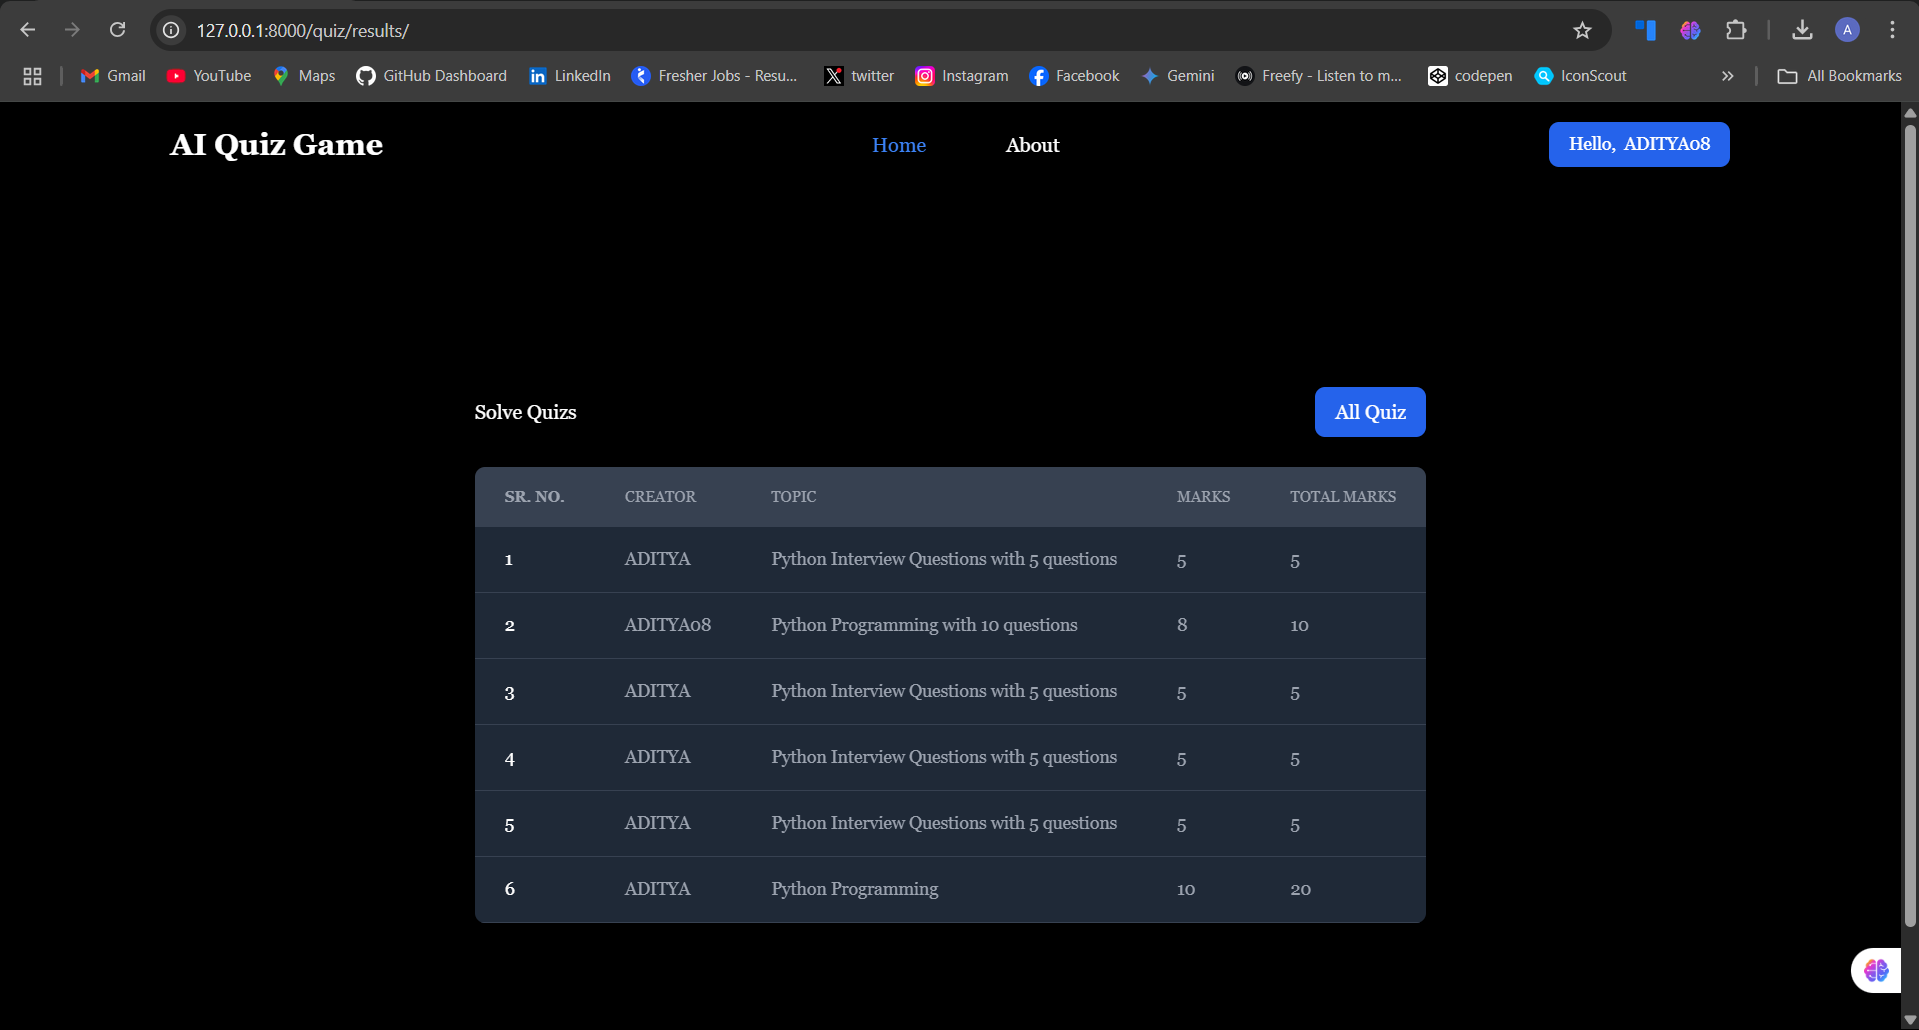 127.0.0.1:8000/quiz/results/
A
Gmail
YouTube
Maps
GitHub Dashboard
LinkedIn
Fresher Jobs - Resu...
twitter
Instagram
Facebook
Gemini
Freefy - Listen to m...
codepen
IconScout
All Bookmarks
AI Quiz Game
Home
About
Hello, ADITYA08
Solve Quizs
All Quiz
SR. NO. CREATOR TOPIC MARKS TOTAL MARKS
1 ADITYA Python Interview Questions with 5 questions 5 5
2 ADITYA08 Python Programming with 10 questions 8 10
3 ADITYA Python Interview Questions with 5 questions 5 5
4 ADITYA Python Interview Questions with 5 questions 5 5
5 ADITYA Python Interview Questions with 5 questions 5 5
6 ADITYA Python Programming 10 20